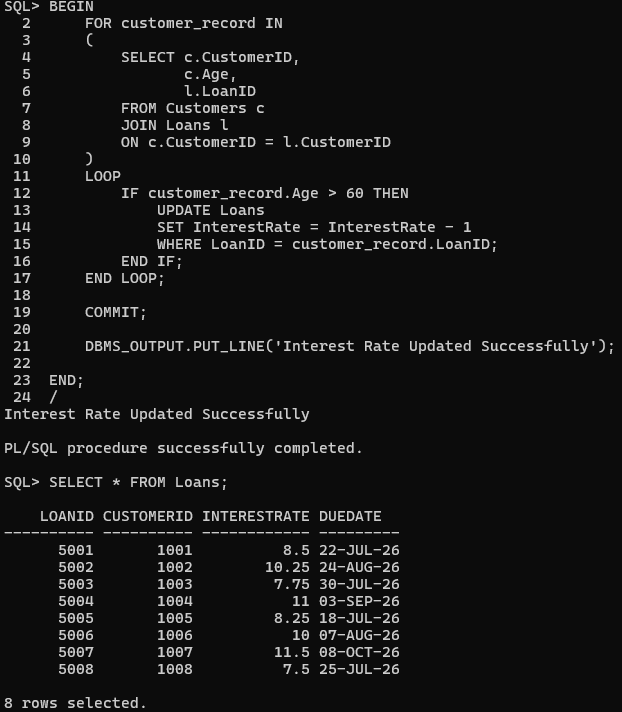 SQL> BEGIN
  2      FOR customer_record IN
  3      (
  4          SELECT c.CustomerID,
  5                 c.Age,
  6                 l.LoanID
  7          FROM Customers c
  8          JOIN Loans l
  9          ON c.CustomerID = l.CustomerID
 10      )
 11      LOOP
 12          IF customer_record.Age > 60 THEN
 13              UPDATE Loans
 14              SET InterestRate = InterestRate - 1
 15              WHERE LoanID = customer_record.LoanID;
 16          END IF;
 17      END LOOP;
 18
 19      COMMIT;
 20
 21      DBMS_OUTPUT.PUT_LINE('Interest Rate Updated Successfully');
 22
 23  END;
 24  /
Interest Rate Updated Successfully

PL/SQL procedure successfully completed.

SQL> SELECT * FROM Loans;

    LOANID CUSTOMERID INTERESTRATE DUEDATE
---------- ---------- ------------ ---------
      5001       1001          8.5 22-JUL-26
      5002       1002        10.25 24-AUG-26
      5003       1003         7.75 30-JUL-26
      5004       1004           11 03-SEP-26
      5005       1005         8.25 18-JUL-26
      5006       1006           10 07-AUG-26
      5007       1007         11.5 08-OCT-26
      5008       1008          7.5 25-JUL-26

8 rows selected.